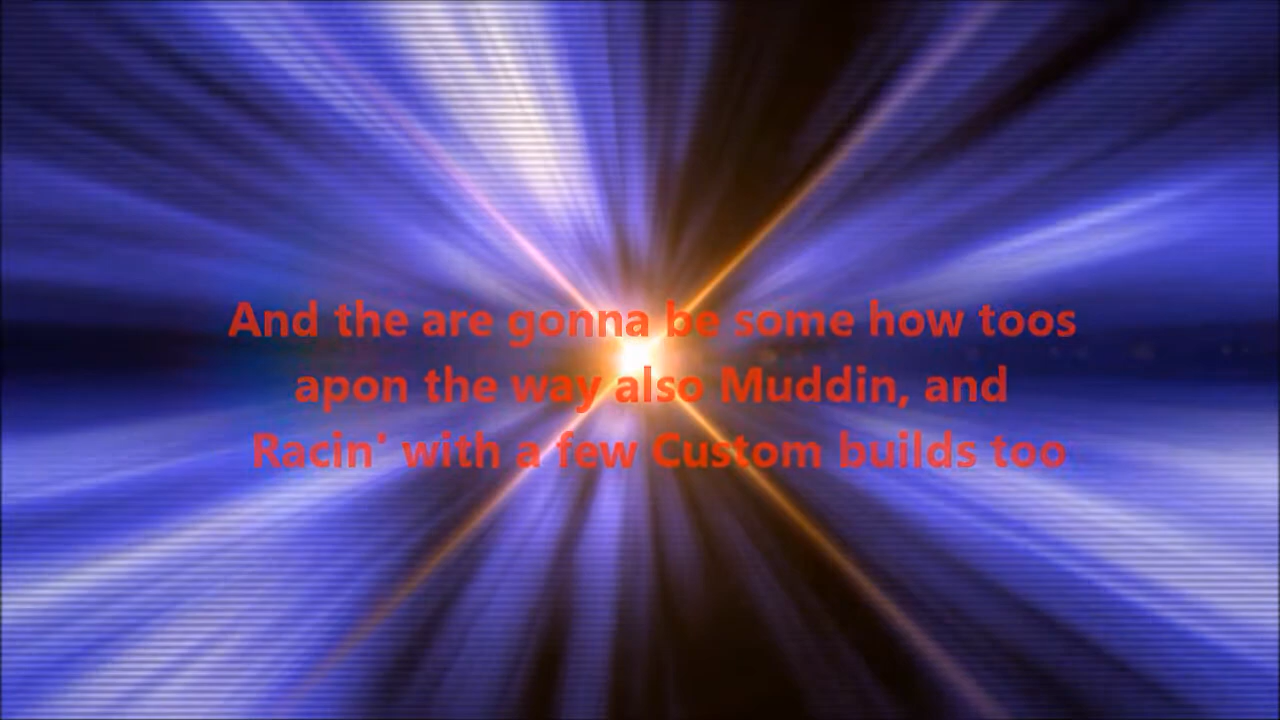 And the are gonna be some how toos
apon the way also Muddin, and
Racin' with a few Custom builds too